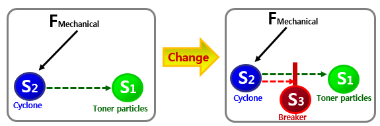 FMechanical
S2
S1
Cyclone
Toner particles
Change
FMechanical
S2
S1
S3
Cyclone
Toner particles
Breaker